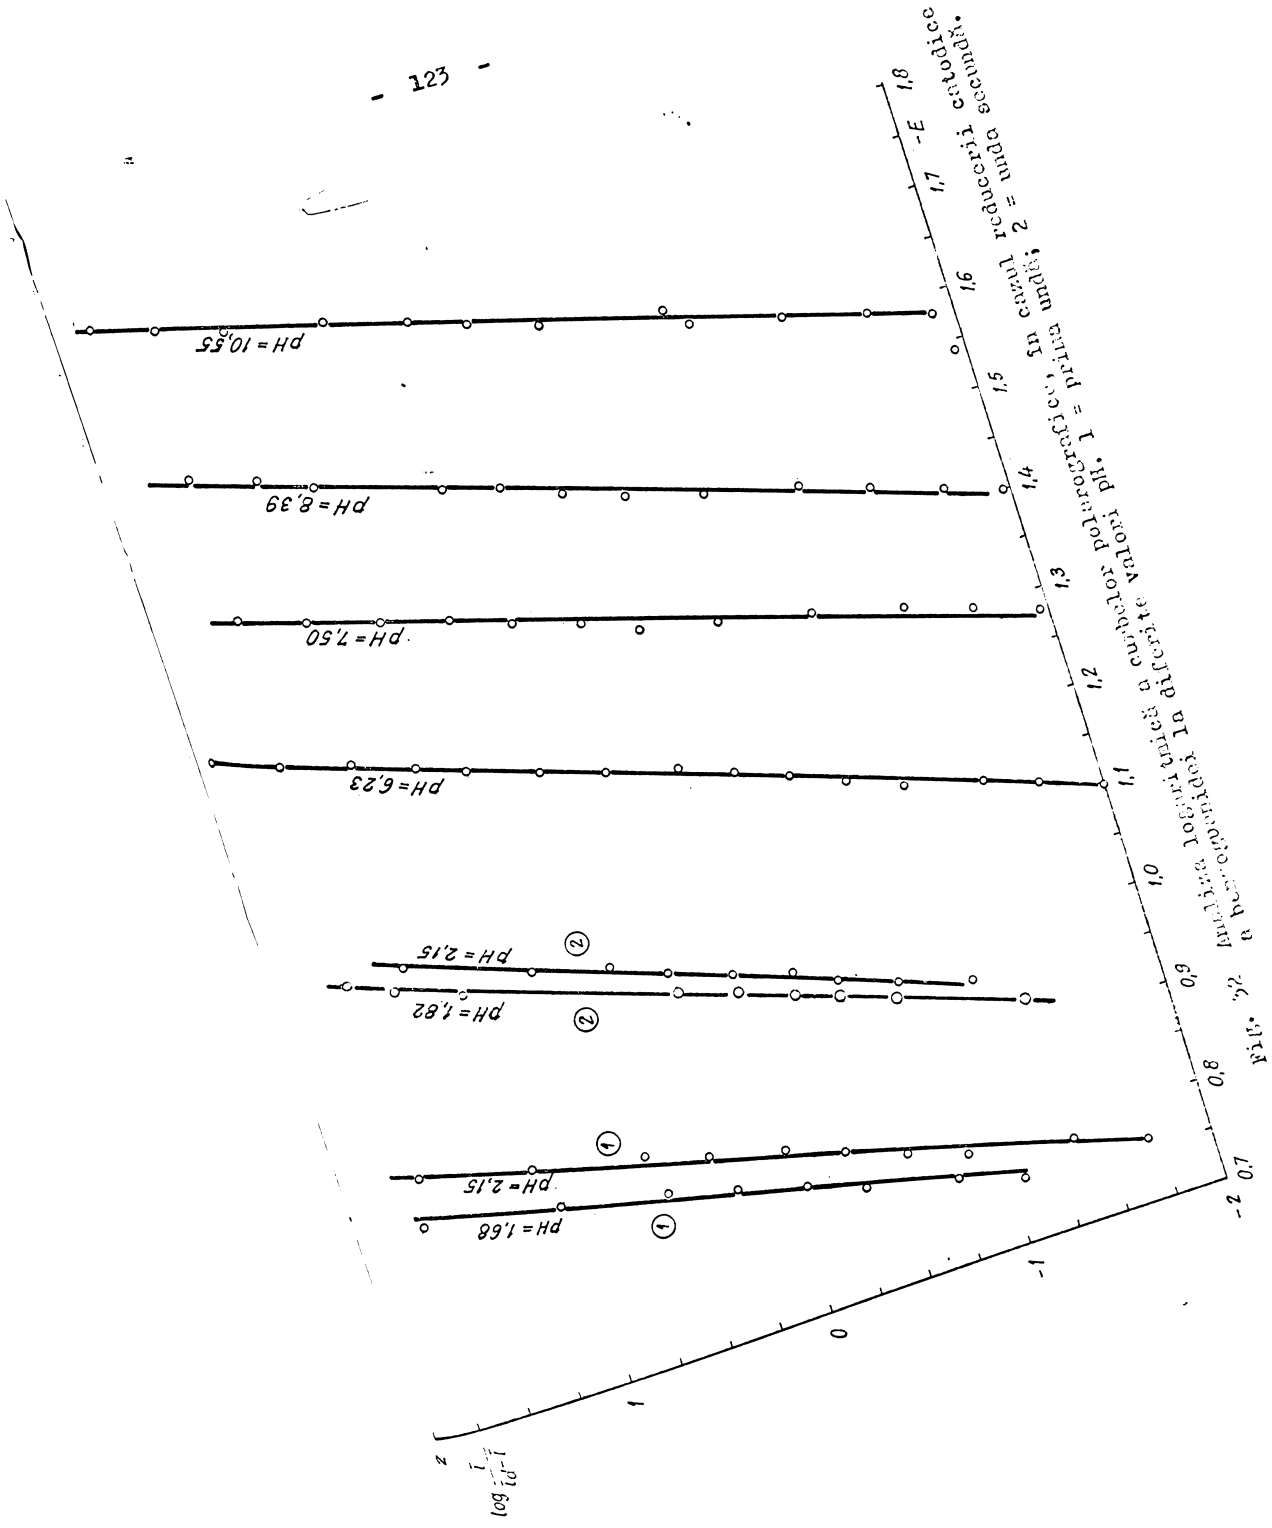 - 123 -
pH = 10,55
pH = 8,39
pH = 7,50
pH = 6,23
pH = 2,15
②
pH = 1,82
②
①
pH = 2,15
pH = 1,68
①
log i / id-i
2
1
0
-1
-2
0,7
0,8
0,9
1,0
1,1
1,2
1,3
1,4
1,5
1,6
1,7
-E
1,8
Fig. 32 Analiza logaritmică a curbelor polarografice, în cazul reducerii catodice
a în diferite valori pH. 1 = prima undă; 2 = unda secundă.